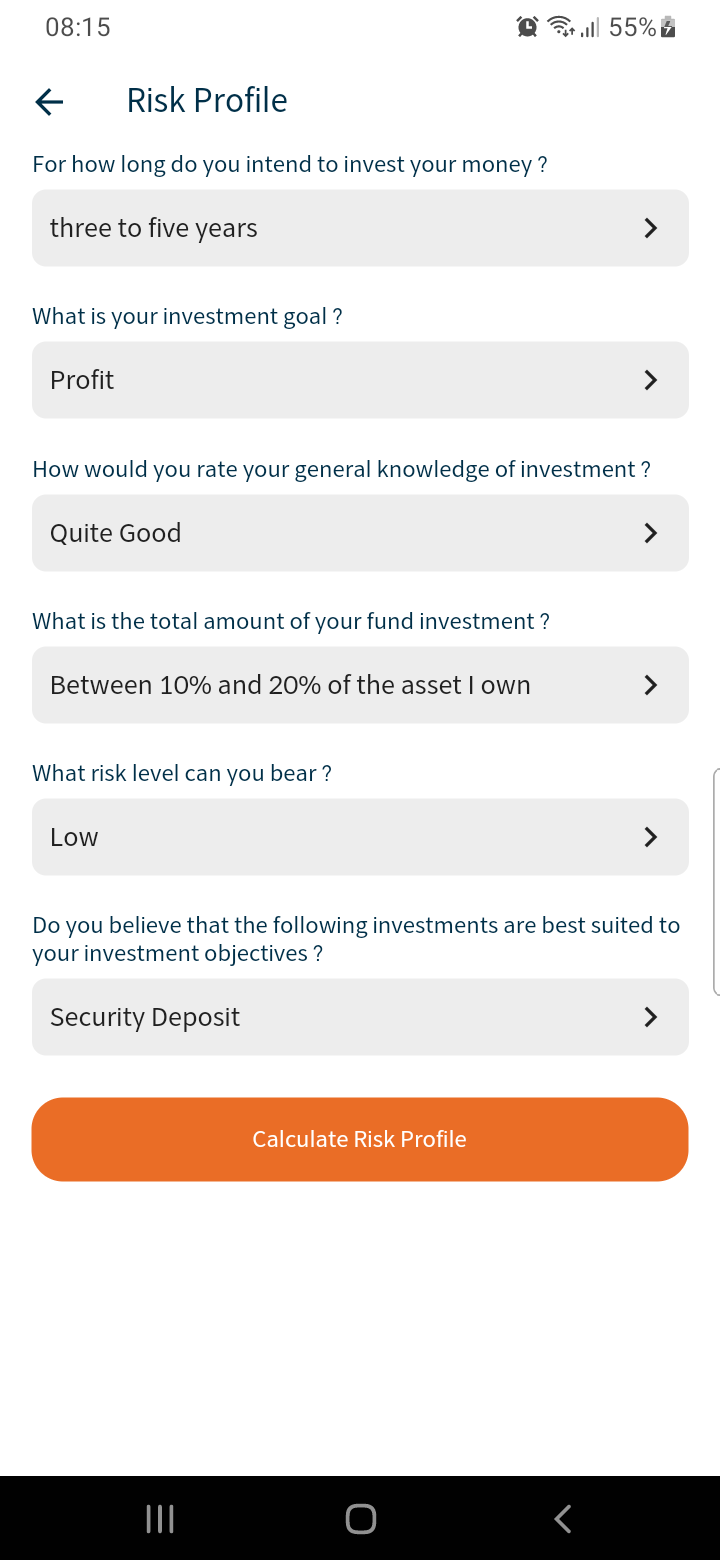 08:15
55%
Risk Profile
For how long do you intend to invest your money ?
three to five years
What is your investment goal ?
Profit
How would you rate your general knowledge of investment ?
Quite Good
What is the total amount of your fund investment ?
Between 10% and 20% of the asset I own
What risk level can you bear ?
Low
Do you believe that the following investments are best suited to
your investment objectives ?
Security Deposit
Calculate Risk Profile